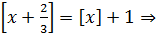 [x + 2/3] = [x] + 1 ⇒